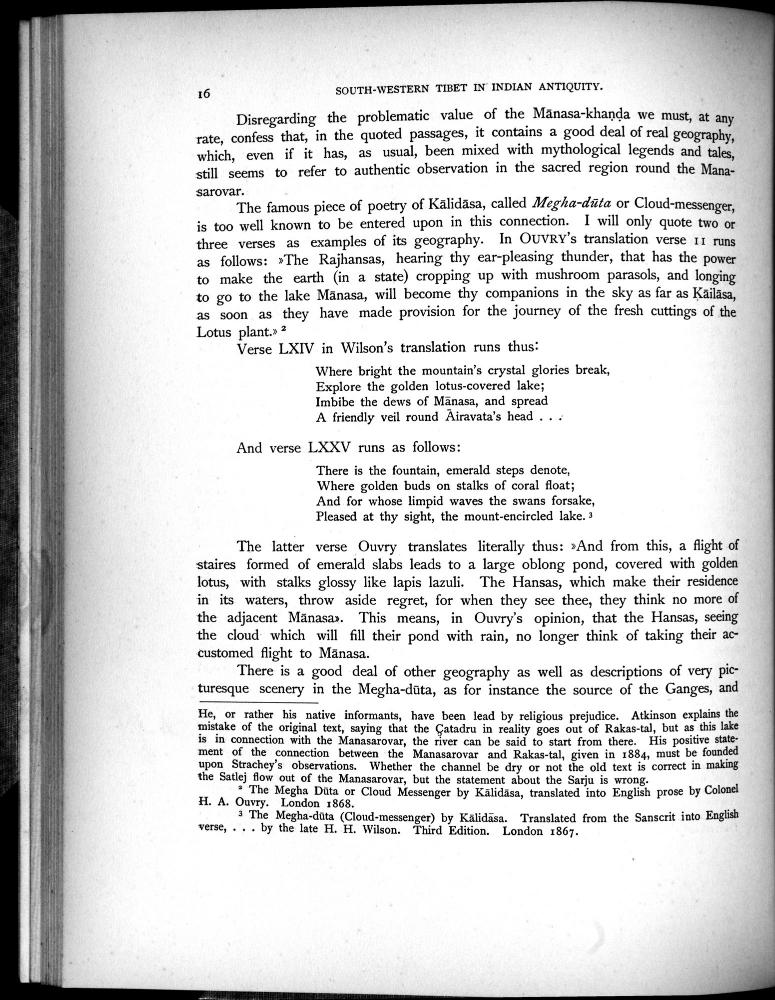 16
SOUTH-WESTERN TIBET IN INDIAN ANTIQUITY.
Disregarding the problematic value of the Mānasa-khaṇḍa we must, at any
rate, confess that, in the quoted passages, it contains a good deal of real geography,
which, even if it has, as usual, been mixed with mythological legends and tales,
still seems to refer to authentic observation in the sacred region round the Mana-
sarovar.
The famous piece of poetry of Kālidāsa, called Megha-dūta or Cloud-messenger,
is too well known to be entered upon in this connection. I will only quote two or
three verses as examples of its geography. In OUVRY's translation verse 11 runs
as follows: »The Rajhansas, hearing thy ear-pleasing thunder, that has the power
to make the earth (in a state) cropping up with mushroom parasols, and longing
to go to the lake Mānasa, will become thy companions in the sky as far as Ķāilāsa,
as soon as they have made provision for the journey of the fresh cuttings of the
Lotus plant.» ²
Verse LXIV in Wilson's translation runs thus:
Where bright the mountain's crystal glories break,
Explore the golden lotus-covered lake;
Imbibe the dews of Mānasa, and spread
A friendly veil round Āiravata's head . . .
And verse LXXV runs as follows:
There is the fountain, emerald steps denote,
Where golden buds on stalks of coral float;
And for whose limpid waves the swans forsake,
Pleased at thy sight, the mount-encircled lake. ³
The latter verse Ouvry translates literally thus: »And from this, a flight of
staires formed of emerald slabs leads to a large oblong pond, covered with golden
lotus, with stalks glossy like lapis lazuli. The Hansas, which make their residence
in its waters, throw aside regret, for when they see thee, they think no more of
the adjacent Mānasa». This means, in Ouvry's opinion, that the Hansas, seeing
the cloud which will fill their pond with rain, no longer think of taking their ac-
customed flight to Mānasa.
There is a good deal of other geography as well as descriptions of very pic-
turesque scenery in the Megha-dūta, as for instance the source of the Ganges, and
He, or rather his native informants, have been lead by religious prejudice. Atkinson explains the
mistake of the original text, saying that the Çatadru in reality goes out of Rakas-tal, but as this lake
is in connection with the Manasarovar, the river can be said to start from there. His positive state-
ment of the connection between the Manasarovar and Rakas-tal, given in 1884, must be founded
upon Strachey's observations. Whether the channel be dry or not the old text is correct in making
the Satlej flow out of the Manasarovar, but the statement about the Sarju is wrong.
² The Megha Dūta or Cloud Messenger by Kālidāsa, translated into English prose by Colonel
H. A. Ouvry. London 1868.
³ The Megha-dūta (Cloud-messenger) by Kālidāsa. Translated from the Sanscrit into English
verse, . . . by the late H. H. Wilson. Third Edition. London 1867.